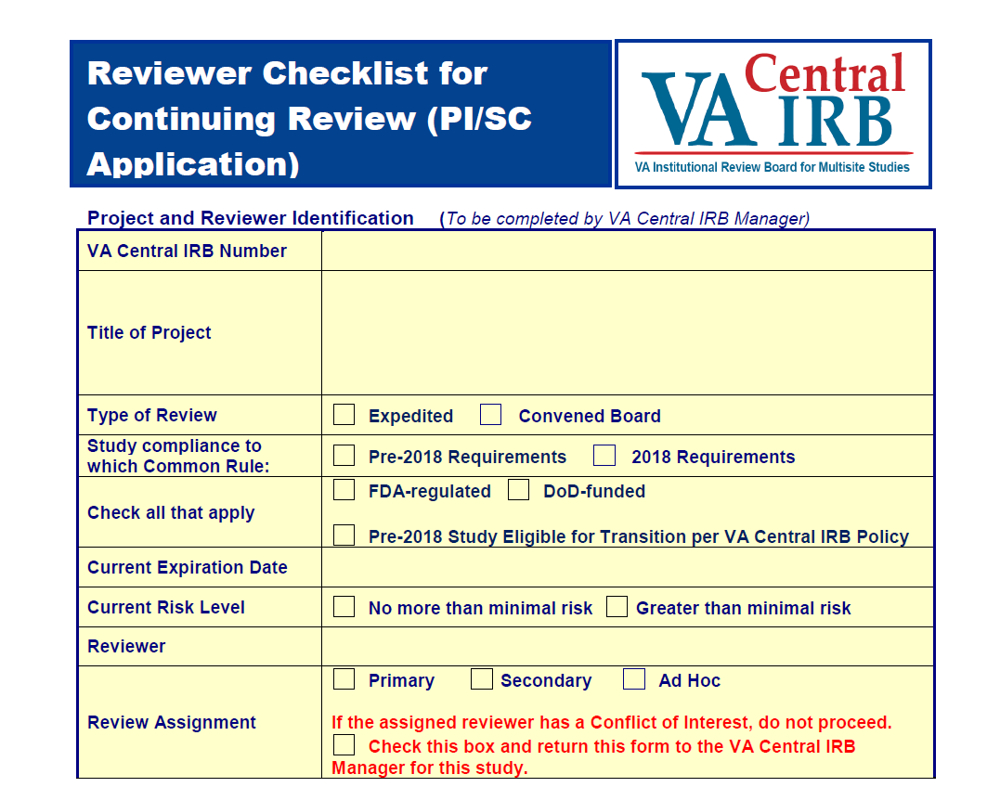 Reviewer Checklist for
Continuing Review (PI/SC
Application)
VA Central IRB
VA Institutional Review Board for Multisite Studies
Project and Reviewer Identification (To be completed by VA Central IRB Manager)
VA Central IRB Number
Title of Project
Type of Review
Expedited Convened Board
Study compliance to
which Common Rule:
Pre-2018 Requirements 2018 Requirements
Check all that apply
FDA-regulated DoD-funded
Pre-2018 Study Eligible for Transition per VA Central IRB Policy
Current Expiration Date
Current Risk Level
No more than minimal risk Greater than minimal risk
Reviewer
Review Assignment
Primary Secondary Ad Hoc
If the assigned reviewer has a Conflict of Interest, do not proceed.
Check this box and return this form to the VA Central IRB
Manager for this study.